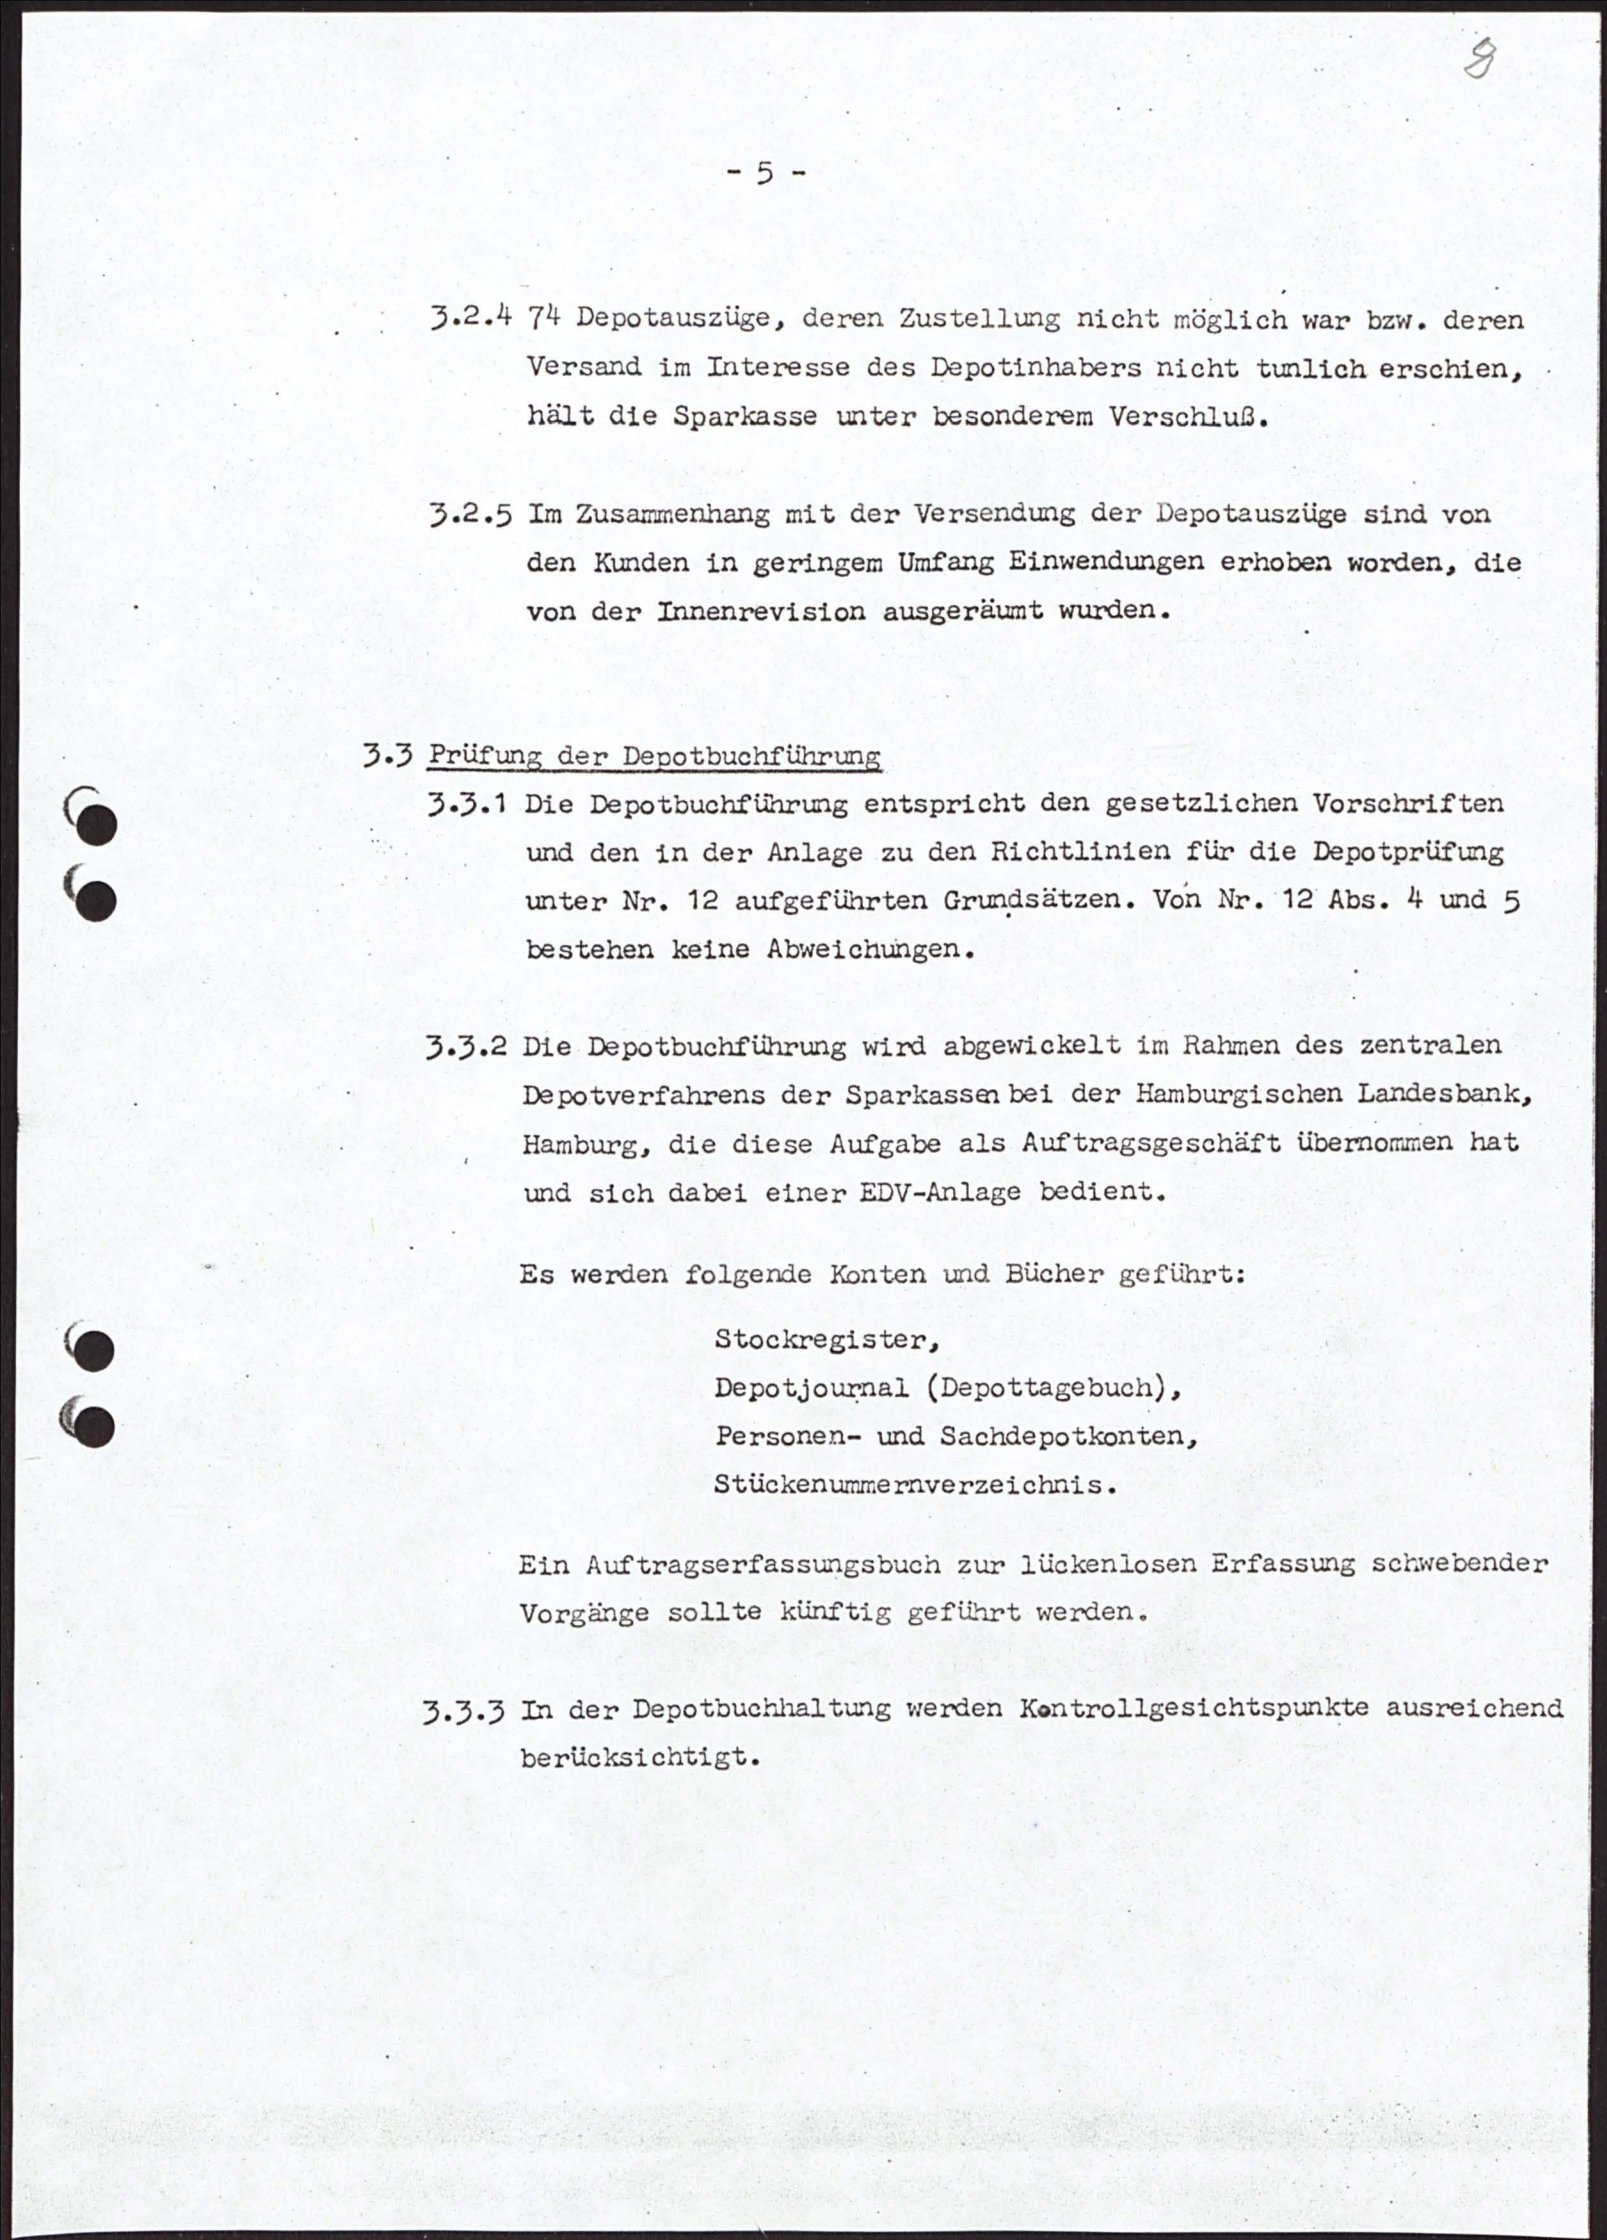 8
- 5 -
3.2.4 74 Depotauszüge, deren Zustellung nicht möglich war bzw. deren
Versand im Interesse des Depotinhabers nicht tunlich erschien,
hält die Sparkasse unter besonderem Verschluß.
3.2.5 Im Zusammenhang mit der Versendung der Depotauszüge sind von
den Kunden in geringem Umfang Einwendungen erhoben worden, die
von der Innenrevision ausgeräumt wurden.
3.3 Prüfung der Depotbuchführung
3.3.1 Die Depotbuchführung entspricht den gesetzlichen Vorschriften
und den in der Anlage zu den Richtlinien für die Depotprüfung
unter Nr. 12 aufgeführten Grundsätzen. Von Nr. 12 Abs. 4 und 5
bestehen keine Abweichungen.
3.3.2 Die Depotbuchführung wird abgewickelt im Rahmen des zentralen
Depotverfahrens der Sparkassen bei der Hamburgischen Landesbank,
Hamburg, die diese Aufgabe als Auftragsgeschäft übernommen hat
und sich dabei einer EDV-Anlage bedient.
Es werden folgende Konten und Bücher geführt:
Stockregister,
Depotjournal (Depottagebuch),
Personen- und Sachdepotkonten,
Stückenummernverzeichnis.
Ein Auftragserfassungsbuch zur lückenlosen Erfassung schwebender
Vorgänge sollte künftig geführt werden.
3.3.3 In der Depotbuchhaltung werden Kontrollgesichtspunkte ausreichend
berücksichtigt.